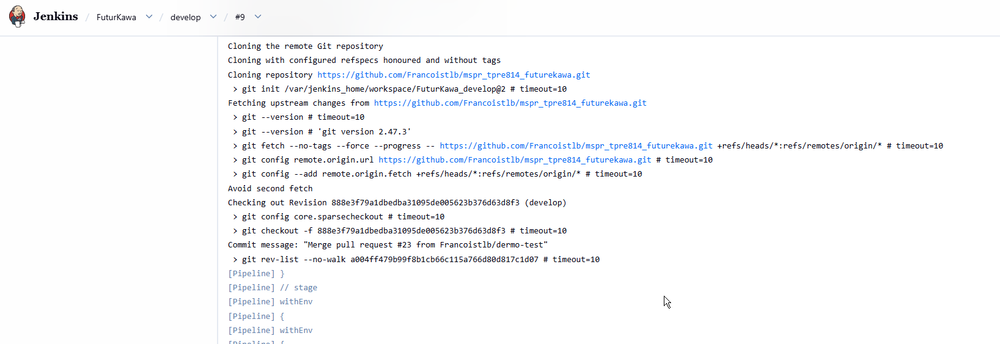 Jenkins / FuturKawa / develop / #9
Cloning the remote Git repository
Cloning with configured refspecs honoured and without tags
Cloning repository https://github.com/Francoistlb/mspr_tpre814_futurekawa.git
> git init /var/jenkins_home/workspace/FuturKawa_develop@2 # timeout=10
Fetching upstream changes from https://github.com/Francoistlb/mspr_tpre814_futurekawa.git
> git --version # timeout=10
> git --version # 'git version 2.47.3'
> git fetch --no-tags --force --progress -- https://github.com/Francoistlb/mspr_tpre814_futurekawa.git +refs/heads/*:refs/remotes/origin/* # timeout=10
> git config remote.origin.url https://github.com/Francoistlb/mspr_tpre814_futurekawa.git # timeout=10
> git config --add remote.origin.fetch +refs/heads/*:refs/remotes/origin/* # timeout=10
Avoid second fetch
Checking out Revision 888e3f79a1dbedba31095de005623b376d63d8f3 (develop)
> git config core.sparsecheckout # timeout=10
> git checkout -f 888e3f79a1dbedba31095de005623b376d63d8f3 # timeout=10
Commit message: "Merge pull request #23 from Francoistlb/dermo-test"
> git rev-list --no-walk a004ff479b99f8b1cb66c115a766d80d817c1d07 # timeout=10
[Pipeline] }
[Pipeline] // stage
[Pipeline] withEnv
[Pipeline] {
[Pipeline] withEnv
[Pipeline] {